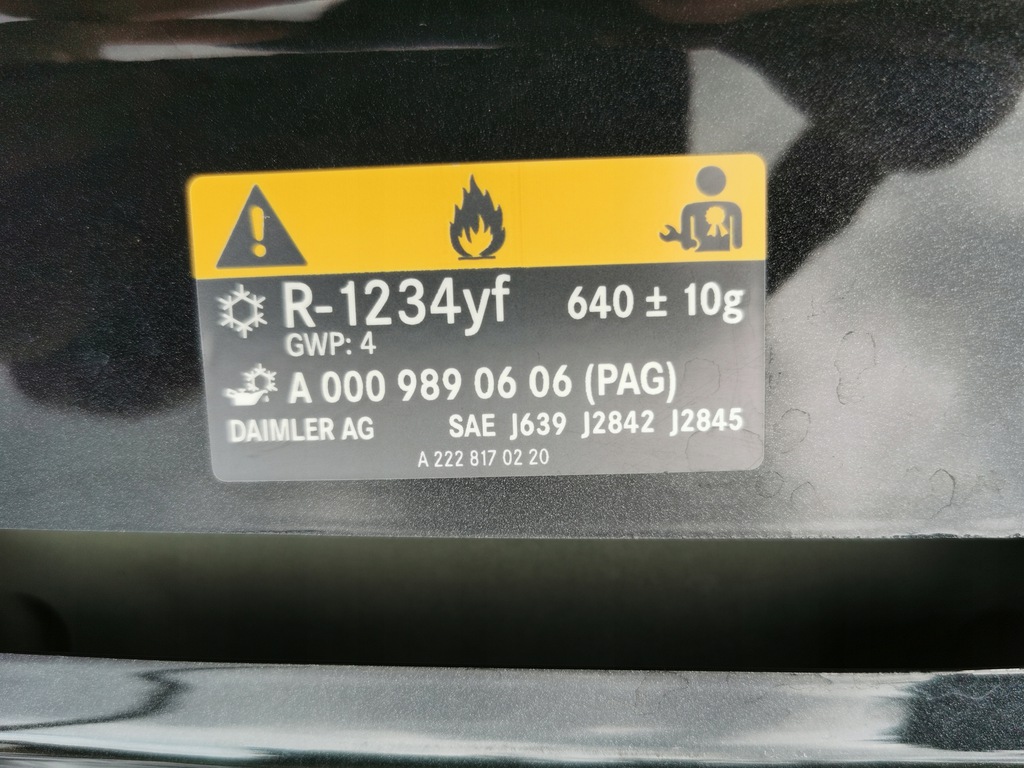 R-1234yf 640 ± 10g
GWP: 4
A 000 989 06 06 (PAG)
DAIMLER AG SAE J639 J2842 J2845
A 222 817 02 20